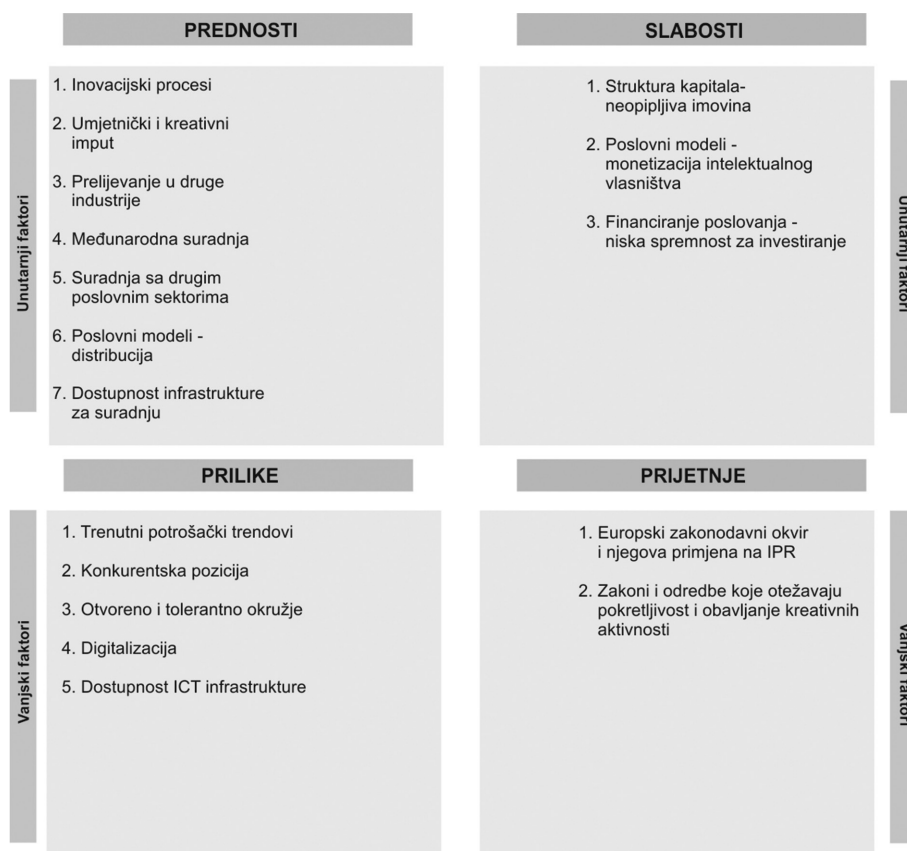 PREDNOSTI
Unutarnji faktori
1. Inovacijski procesi
2. Umjetnički i kreativni
imput
3. Prelijevanje u druge
industrije
4. Međunarodna suradnja
5. Suradnja sa drugim
poslovnim sektorima
6. Poslovni modeli -
distribucija
7. Dostupnost infrastrukture
za suradnju
SLABOSTI
1. Struktura kapitala-
neopipljiva imovina
2. Poslovni modeli -
monetizacija intelektualnog
vlasništva
3. Financiranje poslovanja -
niska spremnost za investiranje
Unutarnji faktori
PRILIKE
Vanjski faktori
1. Trenutni potrošački trendovi
2. Konkurentska pozicija
3. Otvoreno i tolerantno okružje
4. Digitalizacija
5. Dostupnost ICT infrastrukture
PRIJETNJE
1. Europski zakonodavni okvir
i njegova primjena na IPR
2. Zakoni i odredbe koje otežavaju
pokretljivost i obavljanje kreativnih
aktivnosti
Vanjski faktori